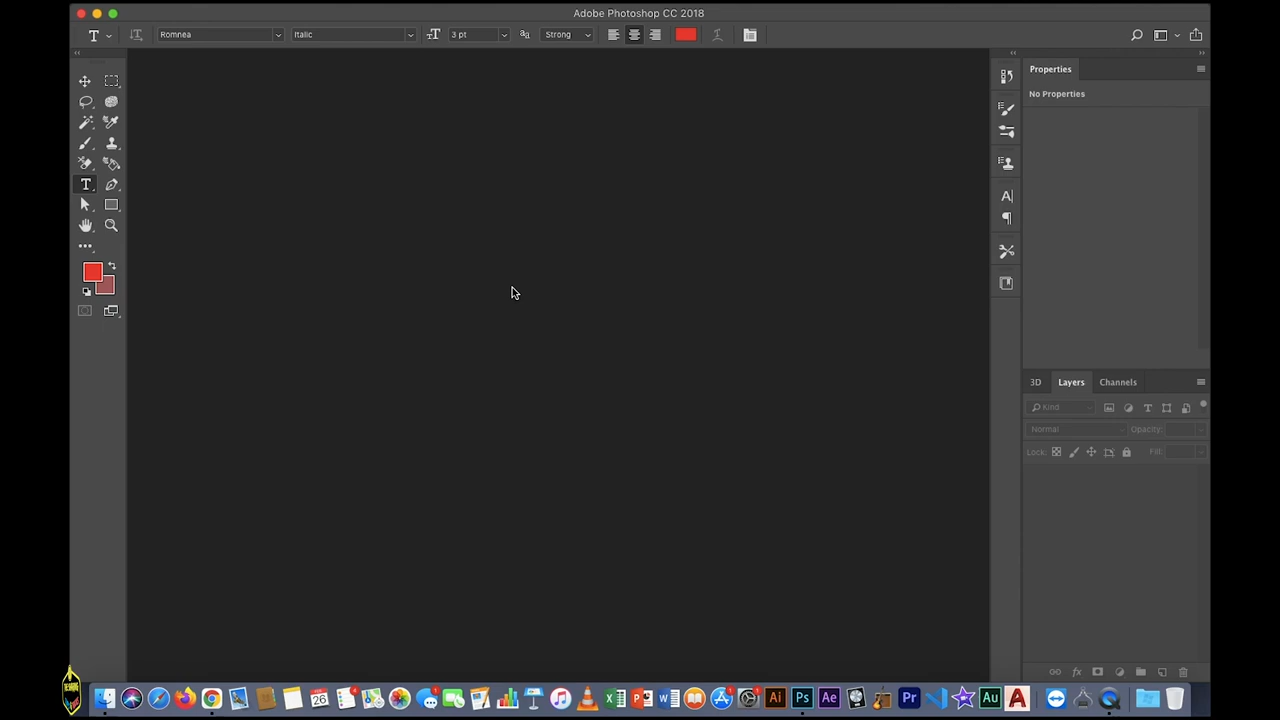 Adobe Photoshop CC 2018
Romnea Italic 3 pt Strong
Properties
No Properties
3D Layers Channels
Kind
Normal Opacity:
Lock: Fill: